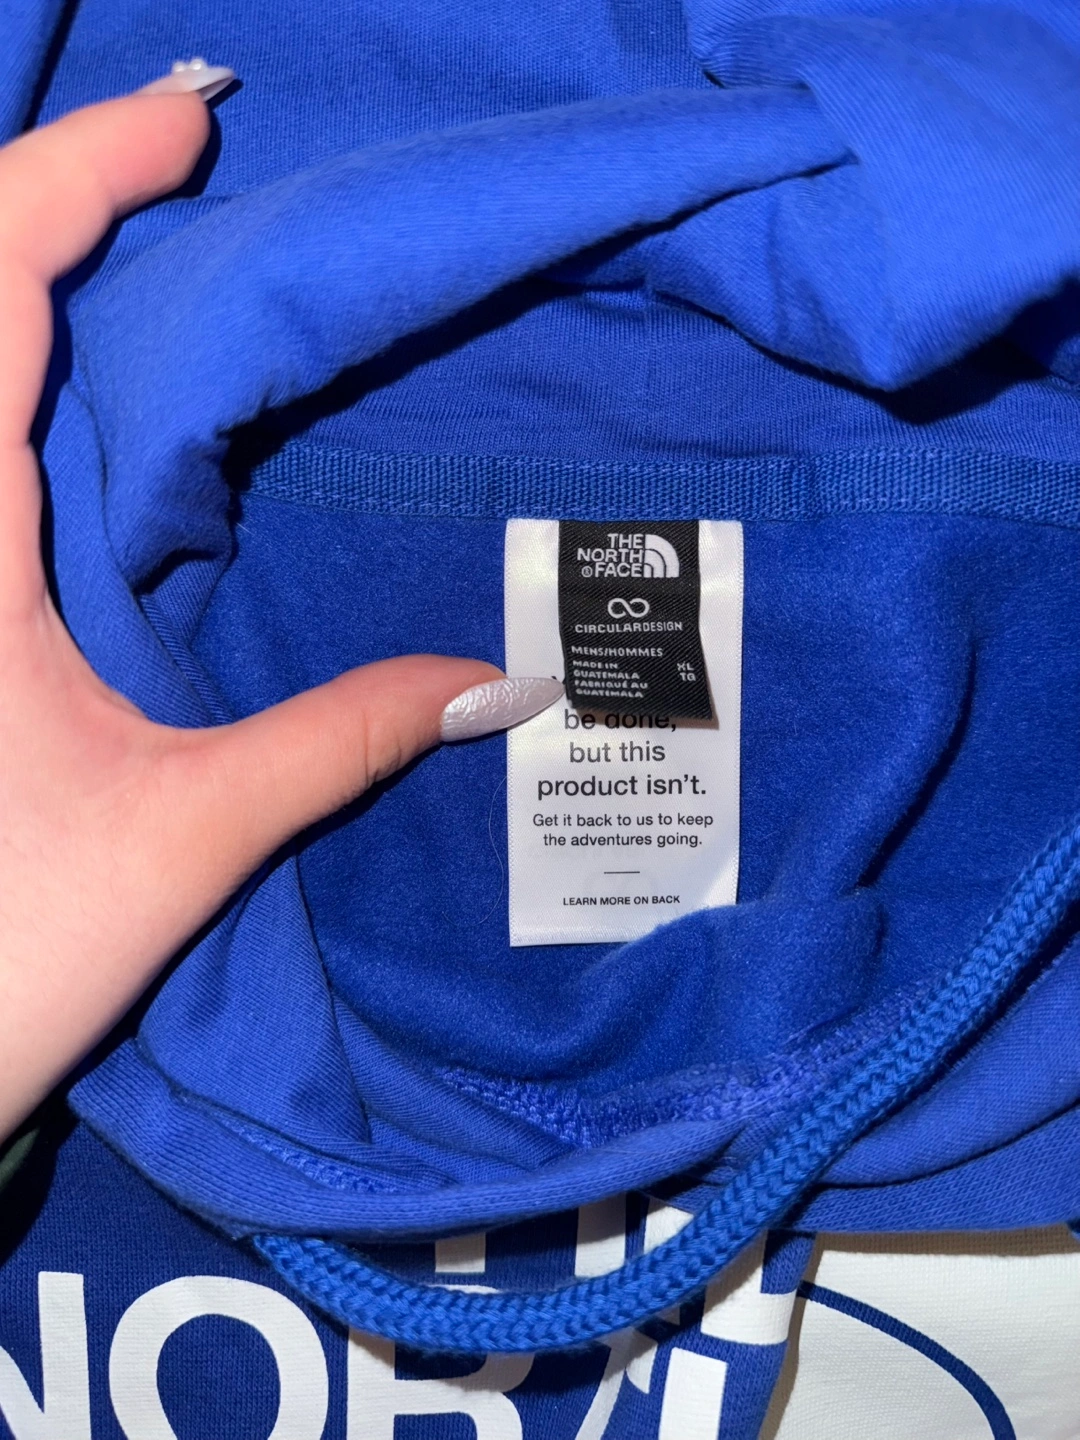 THE
NORTH
FACE
CIRCULARDESIGN
MENS/HOMMES
MADE IN
GUATEMALA
FABRIQUÉ AU
GUATEMALA
XL
TG
be done,
but this
product isn't.
Get it back to us to keep
the adventures going.
LEARN MORE ON BACK